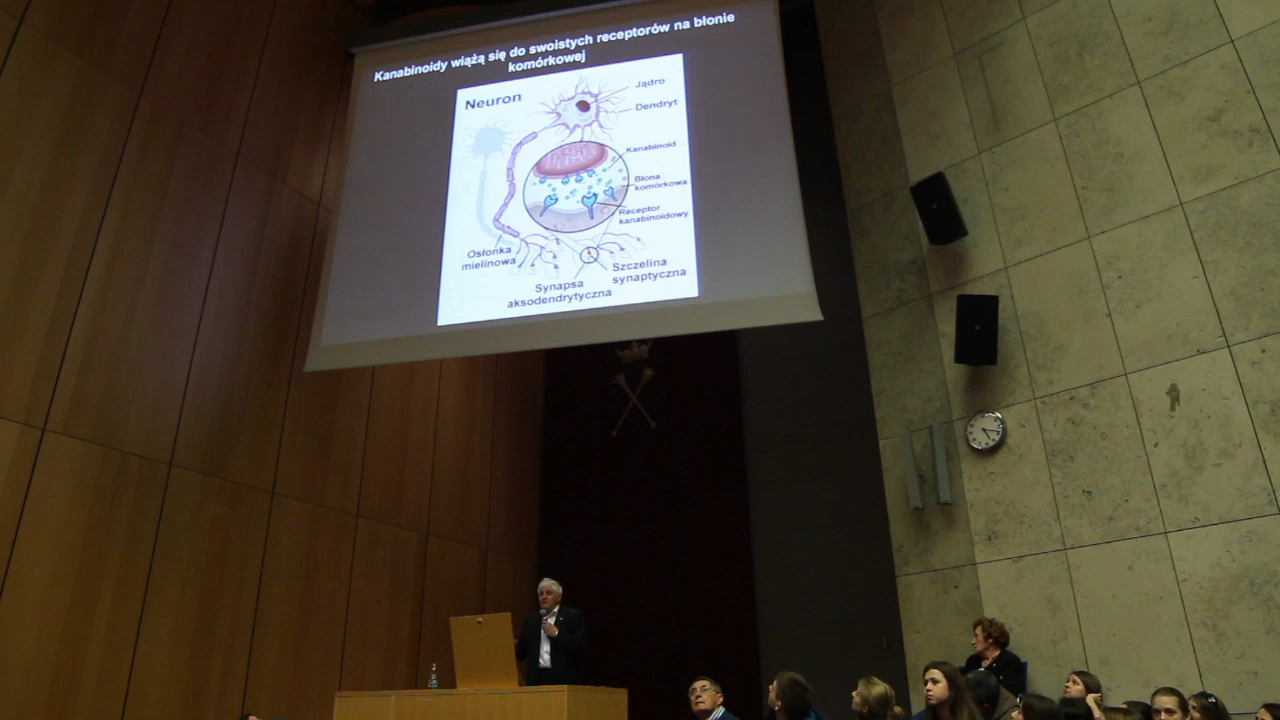 Kanabinoidy wiążą się do swoistych receptorów na błonie
komórkowej
Neuron
Jądro
Dendryt
Kanabinoid
Błona
komórkowa
Receptor
kanabinoidowy
Osłonka
mielinowa
Szczelina
synaptyczna
Synapsa
aksodendrytyczna